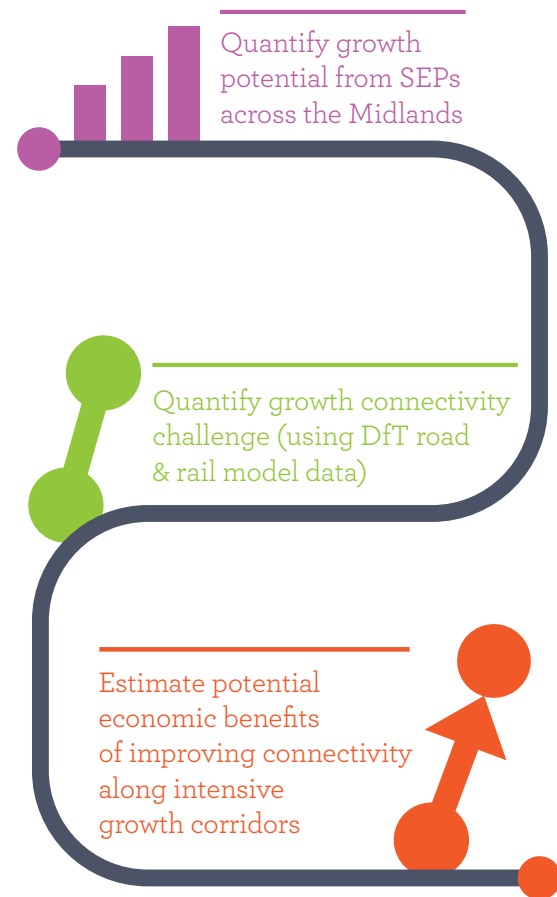 Quantify growth
potential from SEPs
across the Midlands
Quantify growth connectivity
challenge (using DfT road
& rail model data)
Estimate potential
economic benefits
of improving connectivity
along intensive
growth corridors